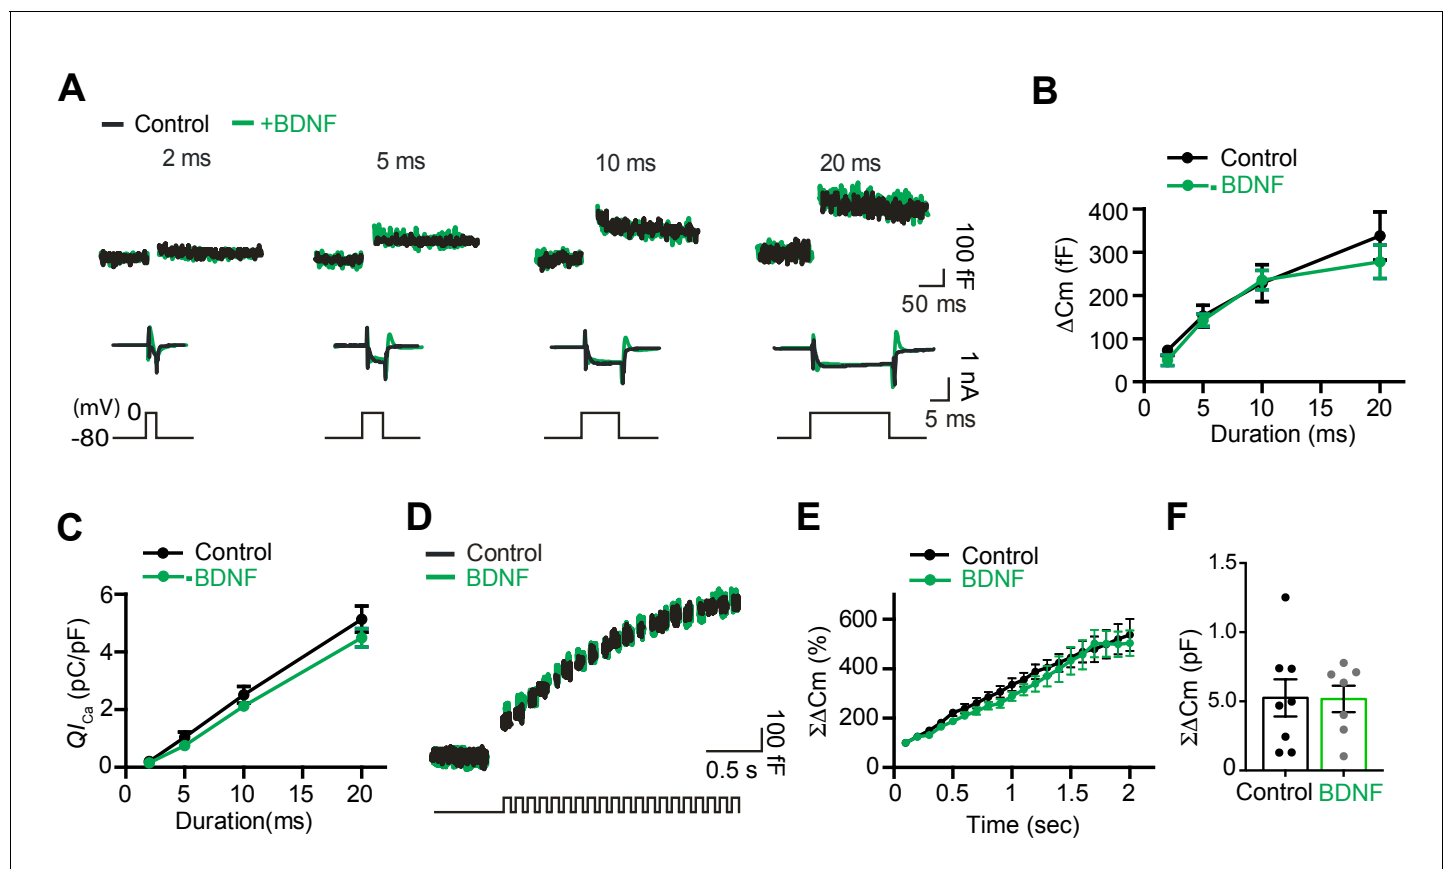 A
Control +BDNF
2 ms 5 ms 10 ms 20 ms
100 fF
50 ms
1 nA
5 ms
(mV) 0
-80
B
Control
BDNF
400
300
200
100
0
ΔCm (fF)
0 5 10 15 20
Duration (ms)
C
Control
BDNF
6
4
2
0
QI Ca (pC/pF)
0 5 10 15 20
Duration(ms)
D
Control
BDNF
100 fF
0.5 s
E
Control
BDNF
600
400
200
0
ΣΔCm (%)
0 0.5 1 1.5 2
Time (sec)
F
1.5
1.0
5.0
0
ΣΔCm (pF)
Control BDNF